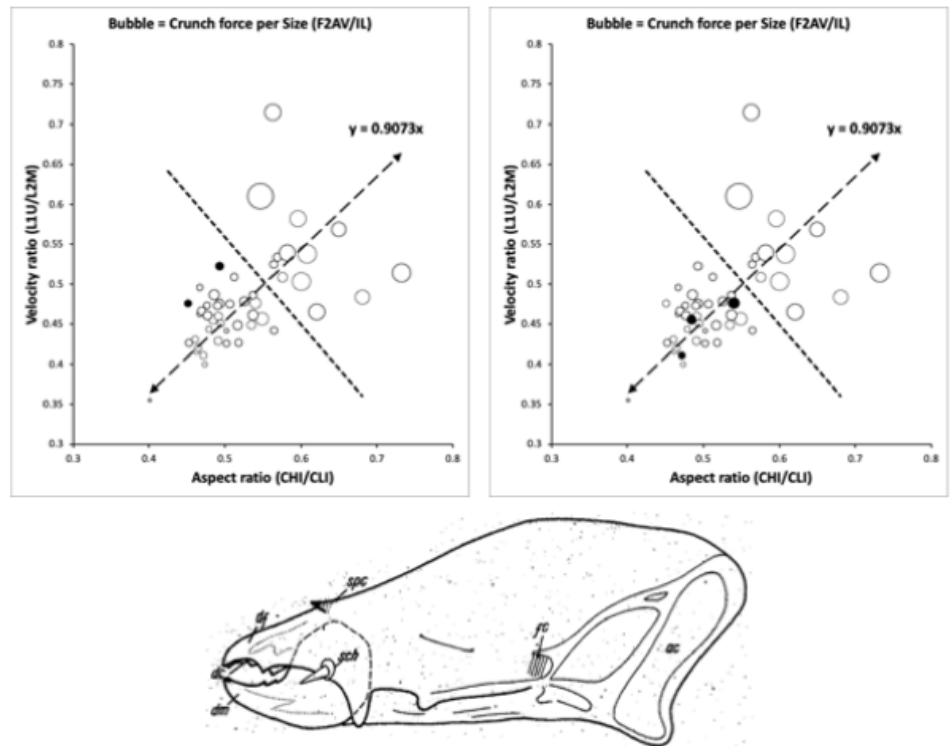 Bubble = Crunch force per Size (F2AV/IL)
0.8
0.75
0.7
0.65
0.6
0.55
0.5
0.45
0.4
0.35
0.3
Velocity ratio (L1U/L2M)
y = 0.9073x
0.3 0.4 0.5 0.6 0.7 0.8
Aspect ratio (CHI/CLI)
Bubble = Crunch force per Size (F2AV/IL)
0.8
0.75
0.7
0.65
0.6
0.55
0.5
0.45
0.4
0.35
0.3
Velocity ratio (L1U/L2M)
y = 0.9073x
0.3 0.4 0.5 0.6 0.7 0.8
Aspect ratio (CHI/CLI)
spc
df
sch
dm
fc